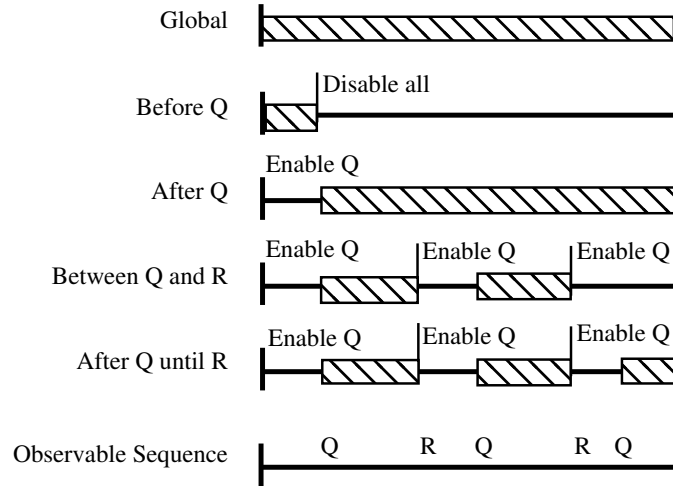 Global
Disable all
Before Q
Enable Q
After Q
Enable Q Enable Q Enable Q
Between Q and R
Enable Q Enable Q Enable Q
After Q until R
Q R Q R Q
Observable Sequence